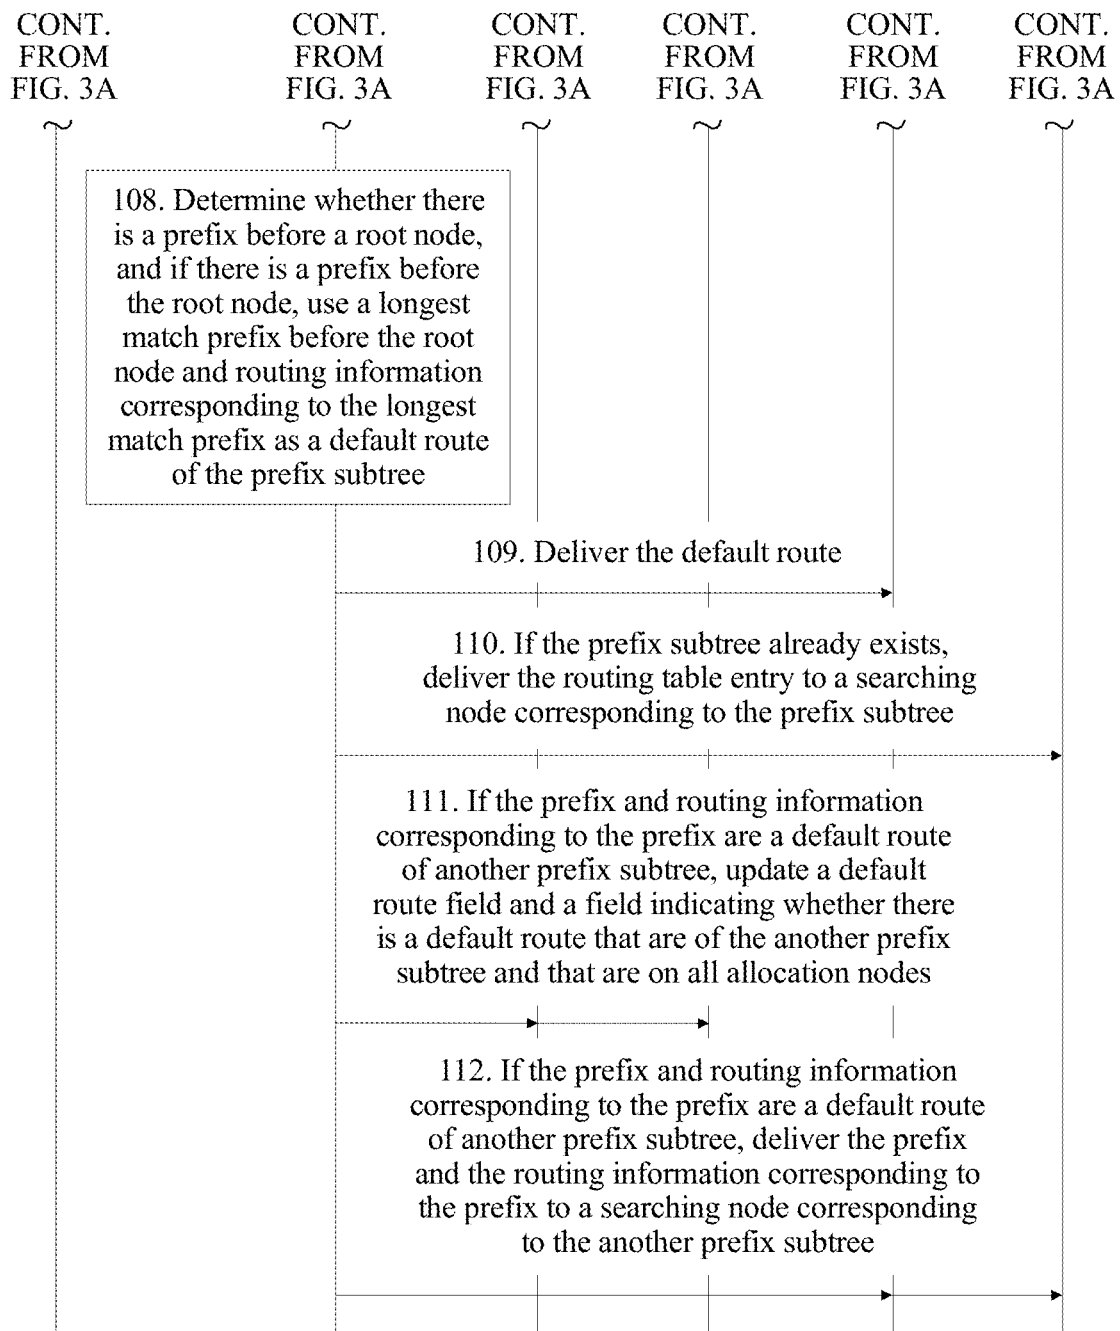 CONT. FROM FIG. 3A
CONT. FROM FIG. 3A
CONT. FROM FIG. 3A
CONT. FROM FIG. 3A
CONT. FROM FIG. 3A
CONT. FROM FIG. 3A
108. Determine whether there
is a prefix before a root node,
and if there is a prefix before
the root node, use a longest
match prefix before the root
node and routing information
corresponding to the longest
match prefix as a default route
of the prefix subtree
109. Deliver the default route
110. If the prefix subtree already exists,
deliver the routing table entry to a searching
node corresponding to the prefix subtree
111. If the prefix and routing information
corresponding to the prefix are a default route
of another prefix subtree, update a default
route field and a field indicating whether there
is a default route that are of the another prefix
subtree and that are on all allocation nodes
112. If the prefix and routing information
corresponding to the prefix are a default route
of another prefix subtree, deliver the prefix
and the routing information corresponding to
the prefix to a searching node corresponding
to the another prefix subtree